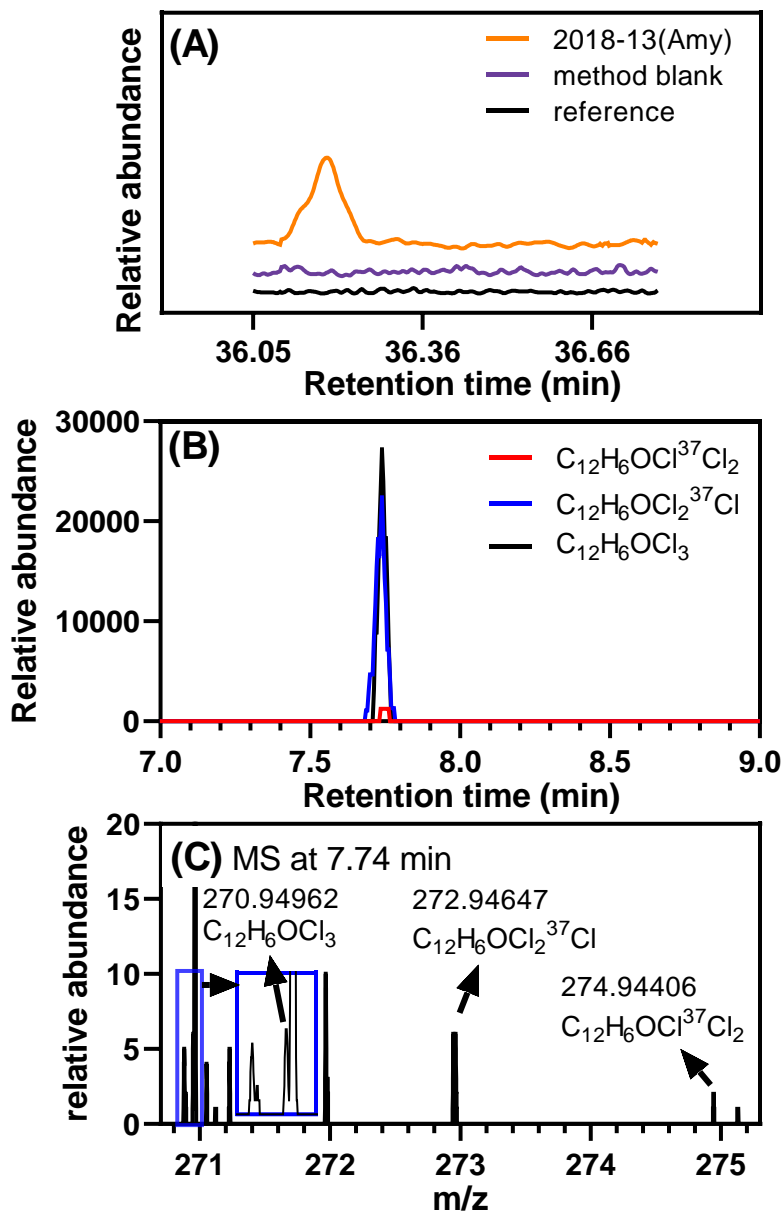 (A)
2018-13(Amy)
method blank
reference
Relative abundance
36.05 36.36 36.66
Retention time (min)
(B)
C₁₂H₆OCl³⁷Cl₂
C₁₂H₆OCl₂³⁷Cl
C₁₂H₆OCl₃
Relative abundance
30000
20000
10000
0
7.0 7.5 8.0 8.5 9.0
Retention time (min)
(C) MS at 7.74 min
270.94962
C₁₂H₆OCl₃
272.94647
C₁₂H₆OCl₂³⁷Cl
274.94406
C₁₂H₆OCl³⁷Cl₂
relative abundance
20
15
10
5
0
271 272 273 274 275
m/z